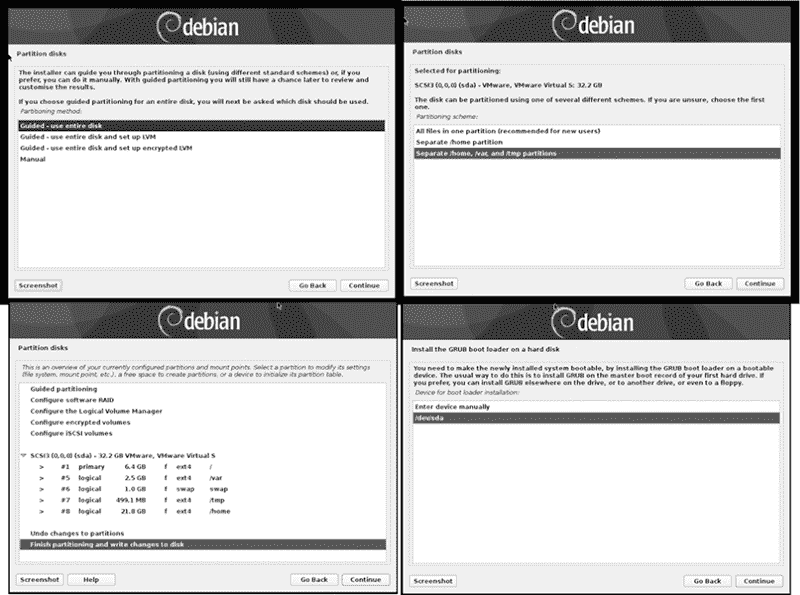 debian
Partition disks
The installer can guide you through partitioning a disk (using different standard schemes) or, if you
prefer, you can do it manually. With guided partitioning you will still have a chance later to review and
customise the results.
If you choose guided partitioning for an entire disk, you will next be asked which disk should be used.
Partitioning method:
Guided - use entire disk
Guided - use entire disk and set up LVM
Guided - use entire disk and set up encrypted LVM
Manual
Screenshot
Go Back
Continue
debian
Partition disks
Selected for partitioning:
SCSI3 (0,0,0) (sda) - VMware, VMware Virtual S: 32.2 GB
The disk can be partitioned using one of several different schemes. If you are unsure, choose the first
one.
Partitioning scheme:
All files in one partition (recommended for new users)
Separate /home partition
Separate /home, /var, and /tmp partitions
Screenshot
Go Back
Continue
debian
Partition disks
This is an overview of your currently configured partitions and mount points. Select a partition to modify its settings
(file system, mount point, etc.), a free space to create partitions, or a device to initialize its partition table.
Guided partitioning
Configure software RAID
Configure the Logical Volume Manager
Configure encrypted volumes
Configure iSCSI volumes
SCSI3 (0,0,0) (sda) - 32.2 GB VMware, VMware Virtual S
> #1 primary 6.4 GB f ext4 /
> #5 logical 2.5 GB f ext4 /var
> #6 logical 1.0 GB f swap swap
> #7 logical 499.1 MB f ext4 /tmp
> #8 logical 21.8 GB f ext4 /home
Undo changes to partitions
Finish partitioning and write changes to disk
Screenshot
Help
Go Back
Continue
debian
Install the GRUB boot loader on a hard disk
You need to make the newly installed system bootable, by installing the GRUB boot loader on a bootable
device. The usual way to do this is to install GRUB on the master boot record of your first hard drive. If
you prefer, you can install GRUB elsewhere on the drive, or to another drive, or even to a floppy.
Device for boot loader installation:
Enter device manually
/dev/sda
Screenshot
Go Back
Continue